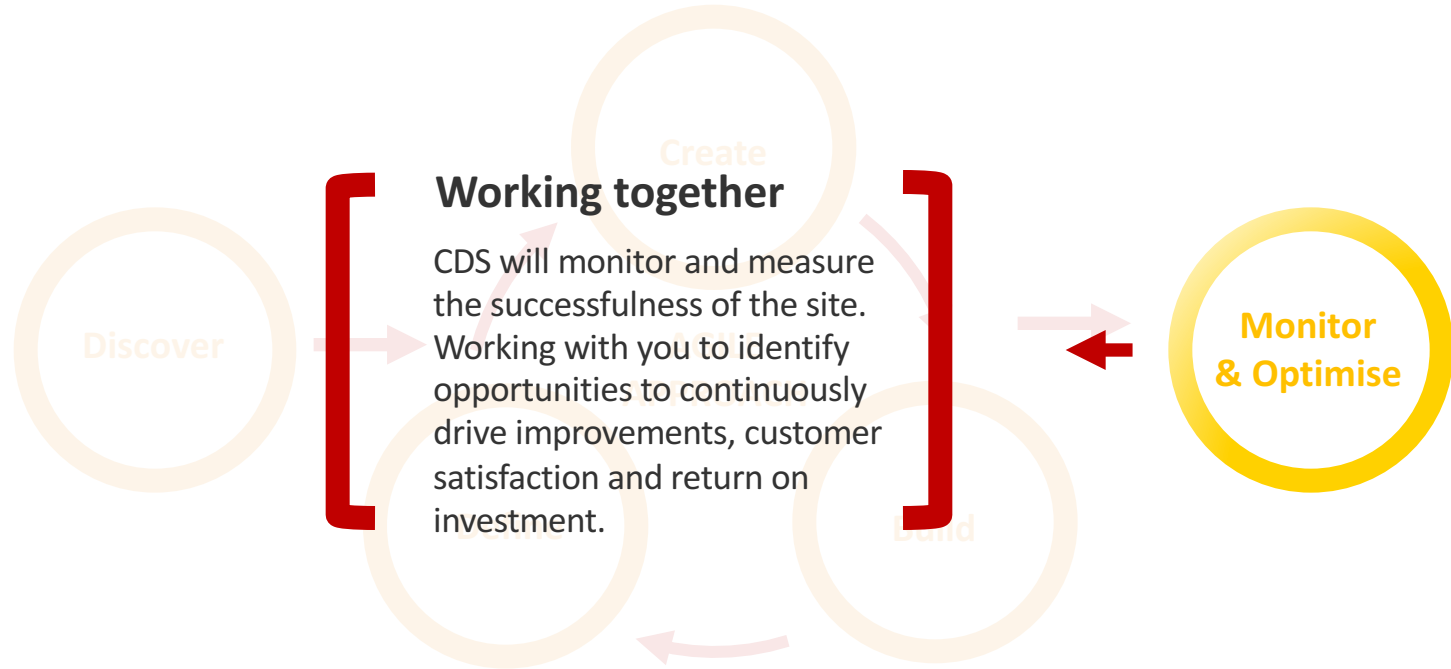 Create
Working together
CDS will monitor and measure
the successfulness of the site.
Working with you to identify
opportunities to continuously
drive improvements, customer
satisfaction and return on
investment.
Discover
Define
Build
Monitor
& Optimise